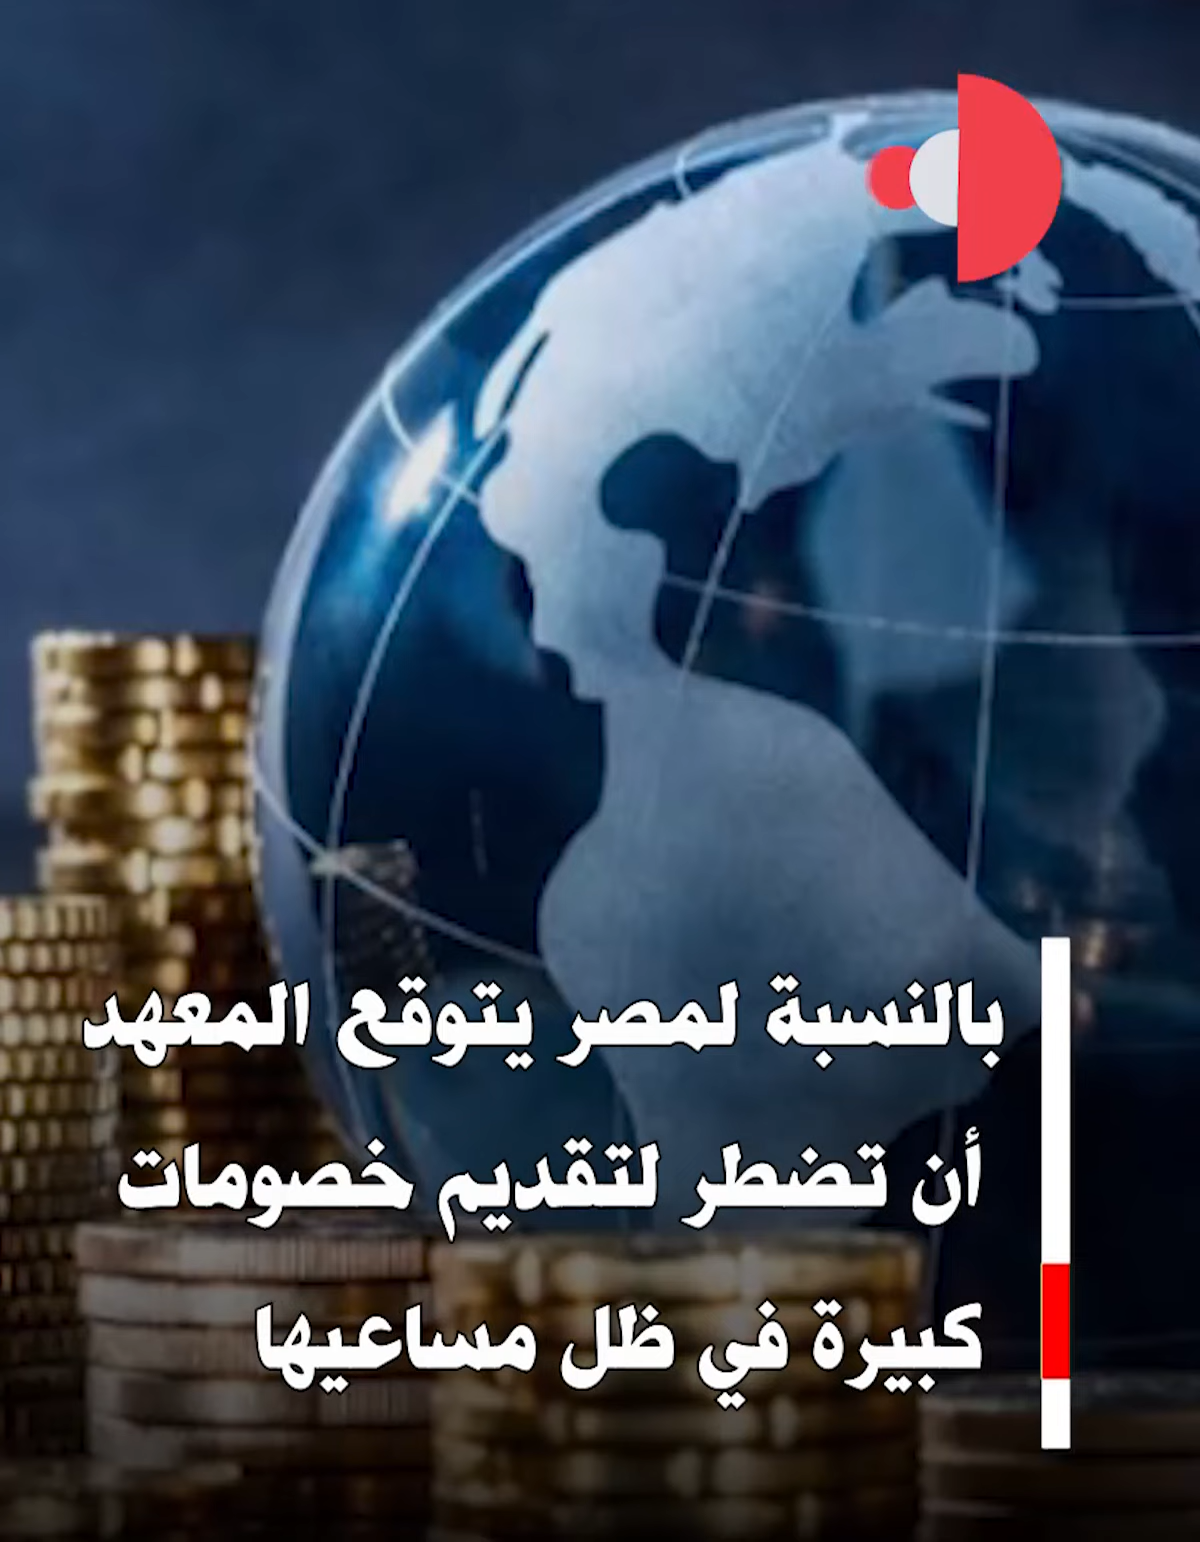 بالنسبة لمصر يتوقع المعهد
أن تضطر لتقديم خصومات
كبيرة في ظل مساعيها